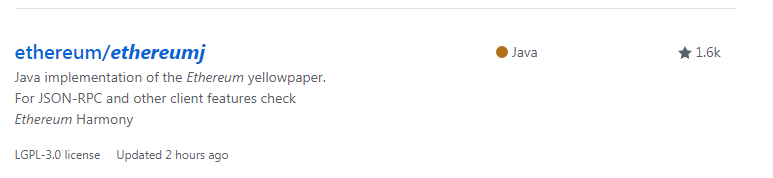 ethereum/ethereumj Java 1.6k
Java implementation of the Ethereum yellowpaper.
For JSON-RPC and other client features check
Ethereum Harmony
LGPL-3.0 license Updated 2 hours ago